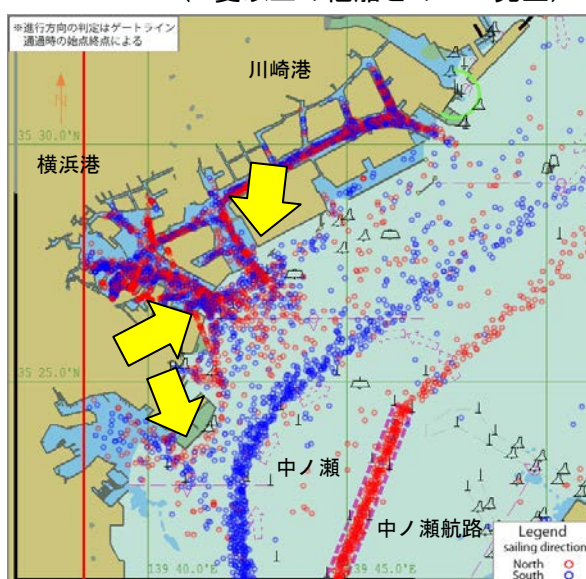 ※進行方向の判定はゲートライン
通過時の始点終点による
川崎港
N
35 30.0'N
横浜港
35 25.0'N
中ノ瀬
中ノ瀬航路
139 40.0'E
139 45.0'E
Legend
sailing direction
North
South